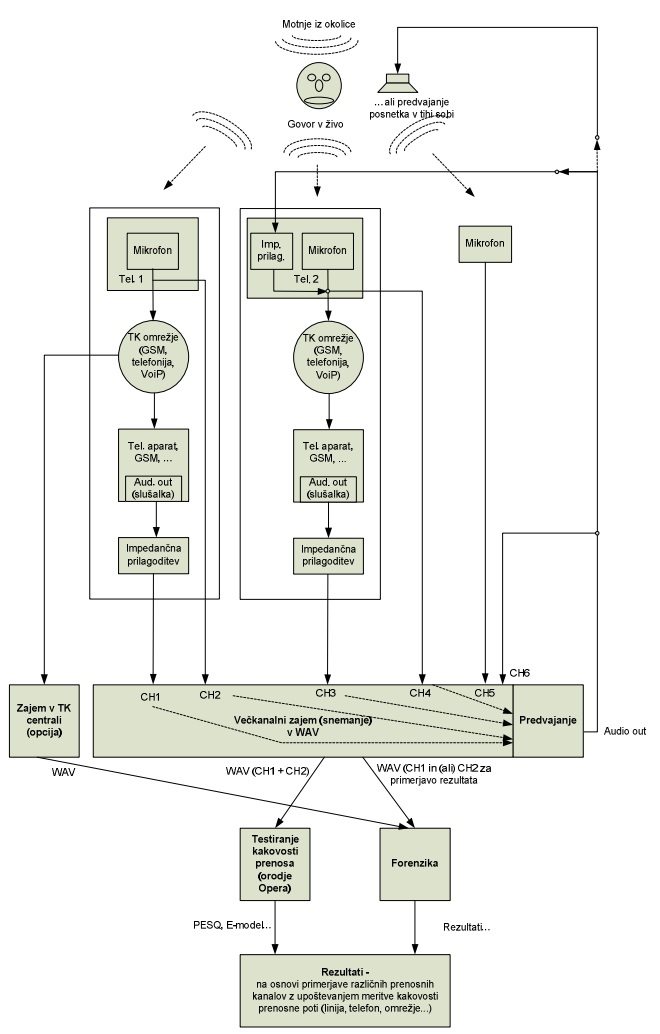 Motnje iz okolice
...ali predvajanje
posnetka v tihi sobi
Govor v živo
Mikrofon
Tel. 1
Imp.
prilag.
Mikrofon
Tel. 2
Mikrofon
TK omrežje
(GSM,
telefonija,
VoiP)
TK omrežje
(GSM,
telefonija,
VoiP)
Tel. aparat,
GSM, ...
Aud. out
(slušalka)
Tel. aparat,
GSM, ...
Aud. out
(slušalka)
Impedančna
prilagoditev
Impedančna
prilagoditev
CH6
Zajem v TK
centrali
(opcija)
CH1
CH2
CH3
CH4
CH5
Večkanalni zajem (snemanje)
v WAV
Predvajanje
Audio out
WAV
WAV (CH1 + CH2)
WAV (CH1 in (ali) CH2 za
primerjavo rezultata
Testiranje
kakovosti
prenosa
(orodje
Opera)
Forenzika
PESQ, E-model...
Rezultati...
Rezultati -
na osnovi primerjave različnih prenosnih
kanalov z upoštevanjem meritve kakovosti
prenosne poti (linija, telefon, omrežje...)